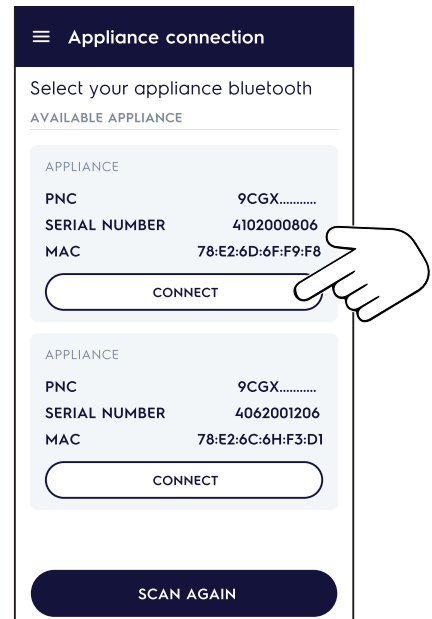 Appliance connection
Select your appliance bluetooth
AVAILABLE APPLIANCE
APPLIANCE
PNC 9CGX...........
SERIAL NUMBER 4102000806
MAC 78:E2:6D:6F:F9:F8
CONNECT
APPLIANCE
PNC 9CGX...........
SERIAL NUMBER 4062001206
MAC 78:E2:6C:6H:F3:D1
CONNECT
SCAN AGAIN